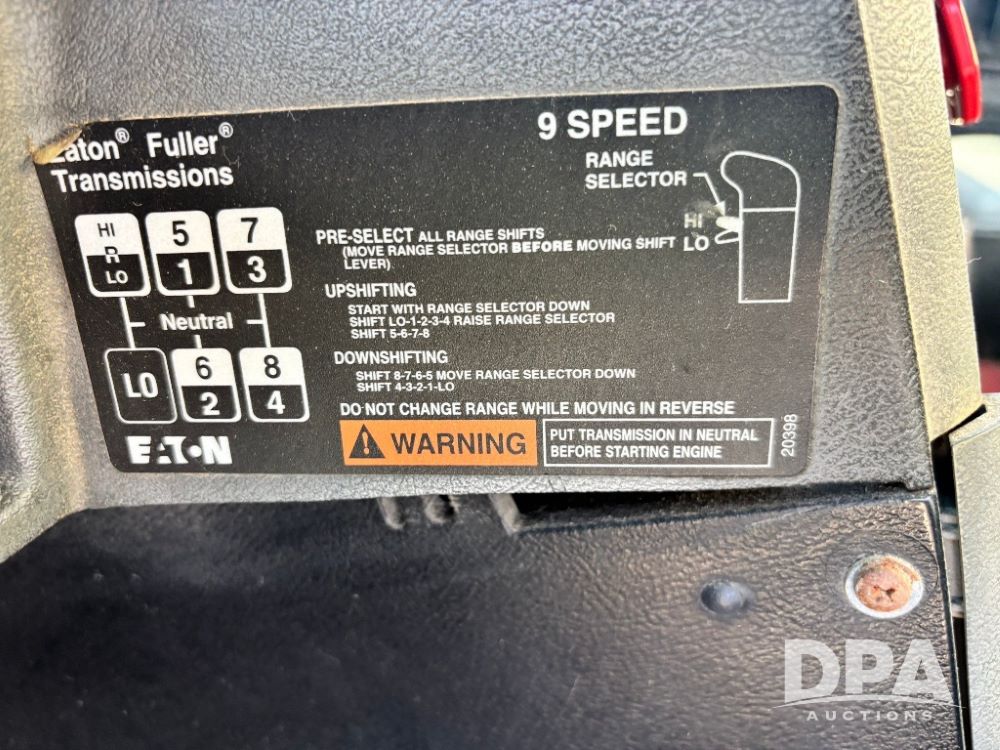 Eaton® Fuller®
Transmissions
9 SPEED
RANGE
SELECTOR
HI
LO
HI
R
LO
5
1
7
3
Neutral
LO
6
2
8
4
EATON
PRE-SELECT ALL RANGE SHIFTS
(MOVE RANGE SELECTOR BEFORE MOVING SHIFT
LEVER)
UPSHIFTING
START WITH RANGE SELECTOR DOWN
SHIFT LO-1-2-3-4 RAISE RANGE SELECTOR
SHIFT 5-6-7-8
DOWNSHIFTING
SHIFT 8-7-6-5 MOVE RANGE SELECTOR DOWN
SHIFT 4-3-2-1-LO
DO NOT CHANGE RANGE WHILE MOVING IN REVERSE
WARNING
PUT TRANSMISSION IN NEUTRAL
BEFORE STARTING ENGINE
20398
DPA
AUCTIONS